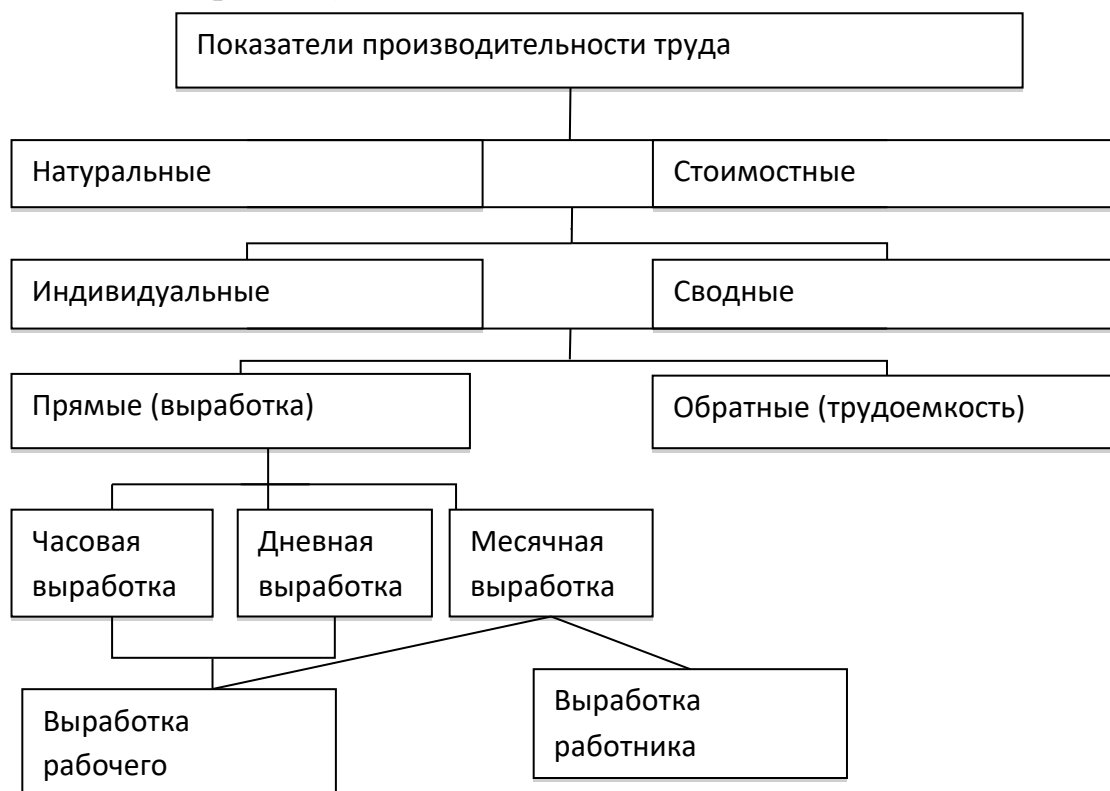 Показатели производительности труда
Натуральные
Стоимостные
Индивидуальные
Сводные
Прямые (выработка)
Обратные (трудоемкость)
Часовая
выработка
Дневная
выработка
Месячная
выработка
Выработка
рабочего
Выработка
работника